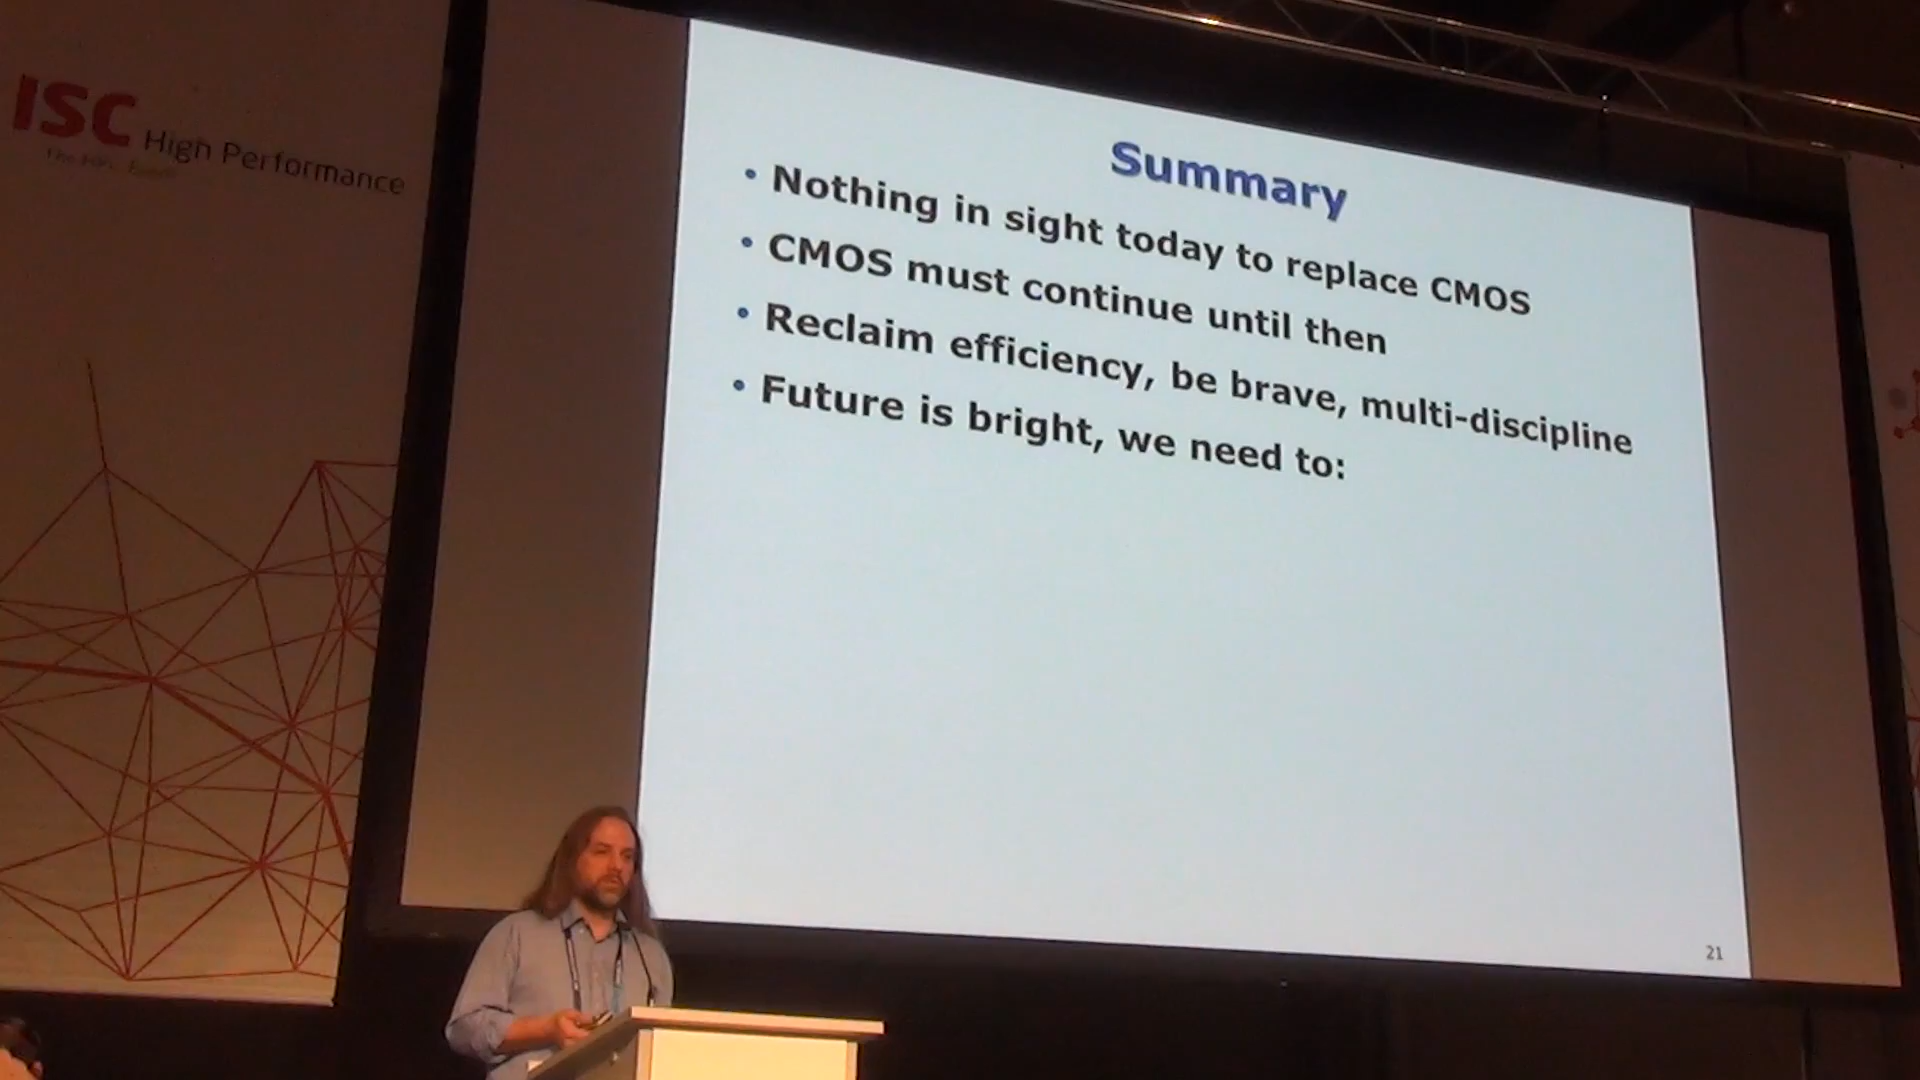 ISC High Performance
Summary
• Nothing in sight today to replace CMOS
• CMOS must continue until then
• Reclaim efficiency, be brave, multi-discipline
• Future is bright, we need to:
21